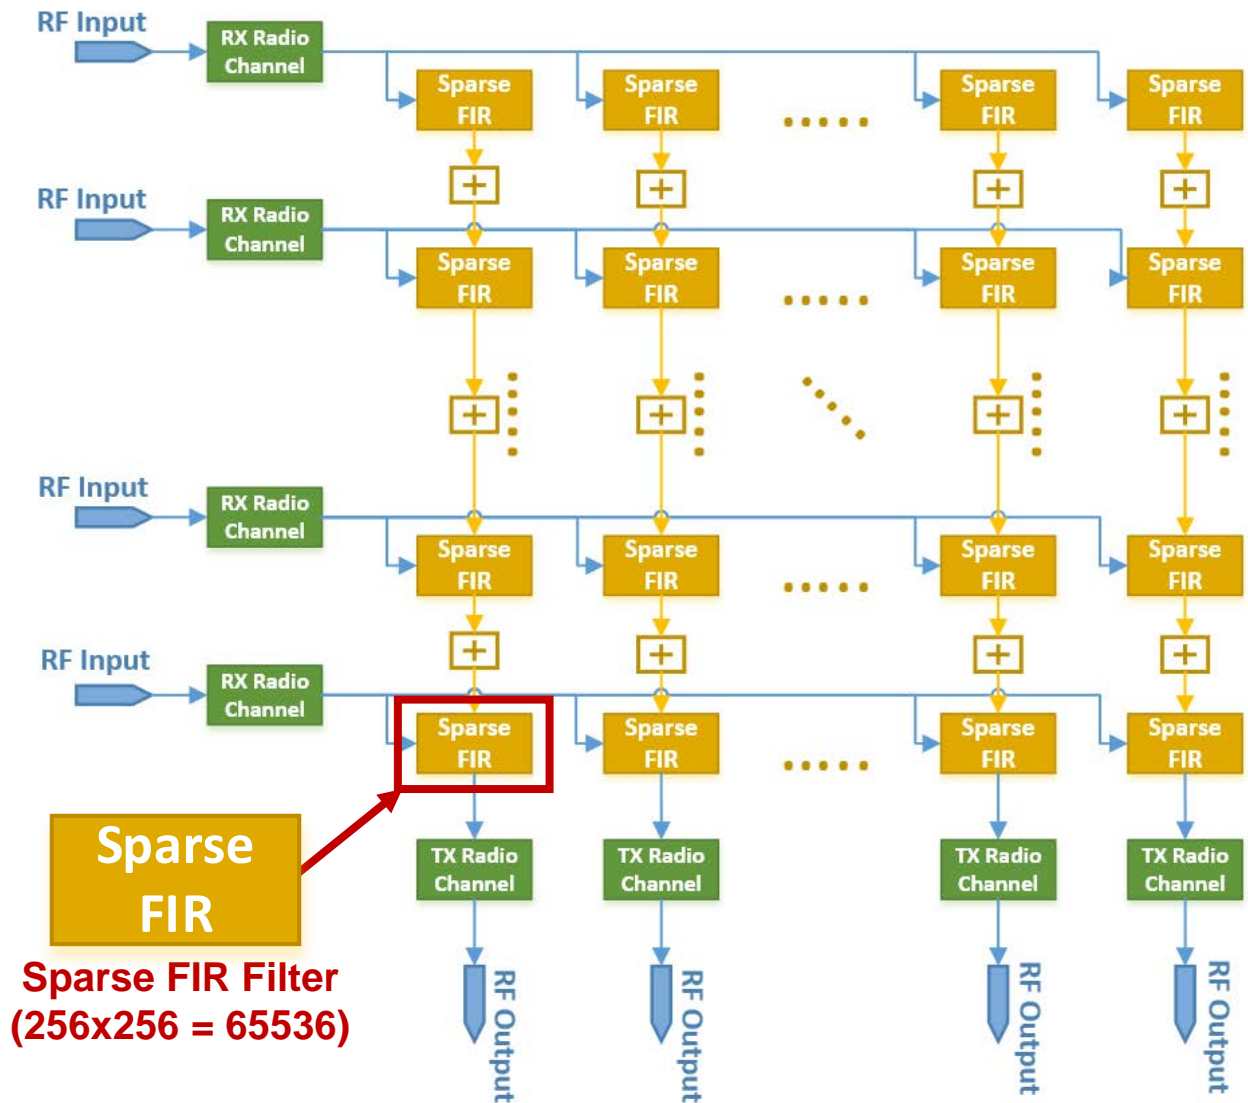 RF Input
RX Radio
Channel
Sparse
FIR
Sparse
FIR
Sparse
FIR
Sparse
FIR
+
+
+
+
RF Input
RX Radio
Channel
Sparse
FIR
Sparse
FIR
Sparse
FIR
Sparse
FIR
+
+
+
+
RF Input
RX Radio
Channel
Sparse
FIR
Sparse
FIR
Sparse
FIR
Sparse
FIR
+
+
+
+
RF Input
RX Radio
Channel
Sparse
FIR
Sparse
FIR
Sparse
FIR
Sparse
FIR
Sparse
FIR
Sparse FIR Filter
(256x256 = 65536)
TX Radio
Channel
TX Radio
Channel
TX Radio
Channel
TX Radio
Channel
RF Output
RF Output
RF Output
RF Output